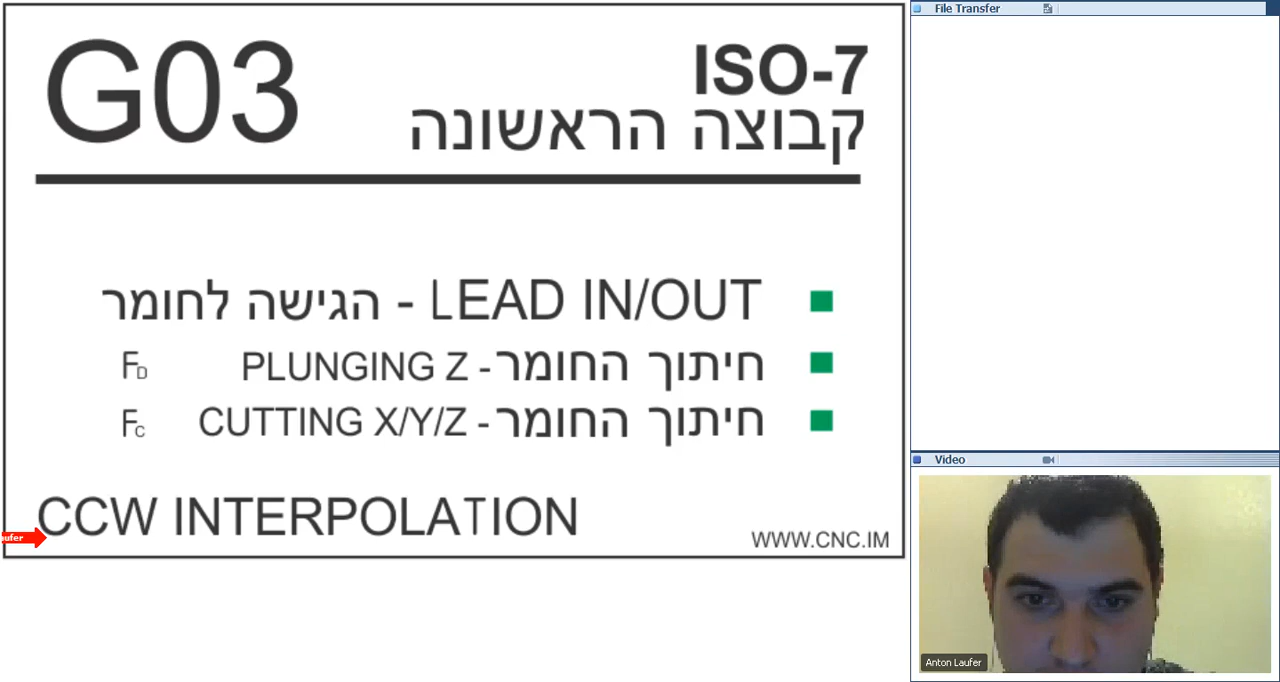 G03
ISO-7
קבוצה הראשונה
הגישה לחומר - LEAD IN/OUT
חיתוך החומר - PLUNGING Z FD
חיתוך החומר - CUTTING X/Y/Z FC
CCW INTERPOLATION
WWW.CNC.IM
aufer
File Transfer
Video
Anton Laufer